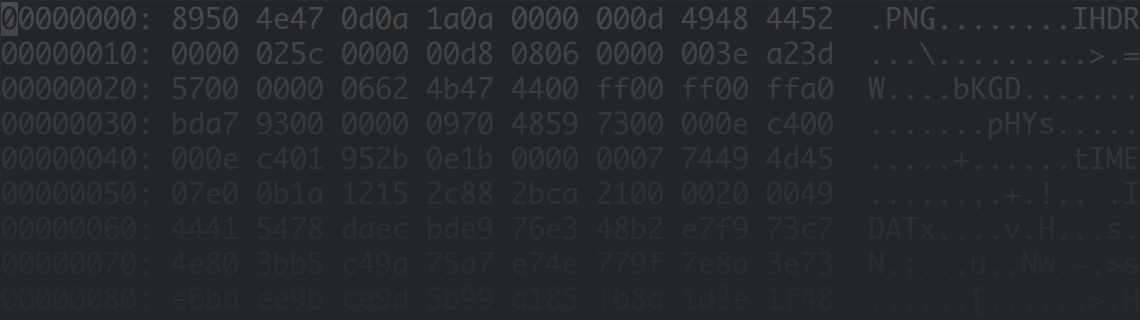 00000000: 8950 4e47 0d0a 1a0a 0000 000d 4948 4452 .PNG........IHDR
00000010: 0000 025c 0000 00d8 0806 0000 003e a23d ...\.........>.=
00000020: 5700 0000 0662 4b47 4400 ff00 ff00 ffa0 W....bKGD.......
00000030: bda7 9300 0000 0970 4859 7300 000e c400 .......pHYs.....
00000040: 000e c401 952b 0e1b 0000 0007 7449 4d45 .....+......tIME
00000050: 07e0 0b1a 1215 2c88 2bca 2100 0020 0049 ......,.+.!.. .I
00000060: 4441 5478 daec bde9 76e3 48b2 e7f9 73c7 DATx....v.H...s.
00000070: 4e80 3bb5 c49a 75a7 e74e 779f 7e8a 3e73 N.;...u..Nw.~.>s
00000080: e6bd ee9b ce9d 5b99 a185 fb8a 1d3e 1f48 ......[......>.H